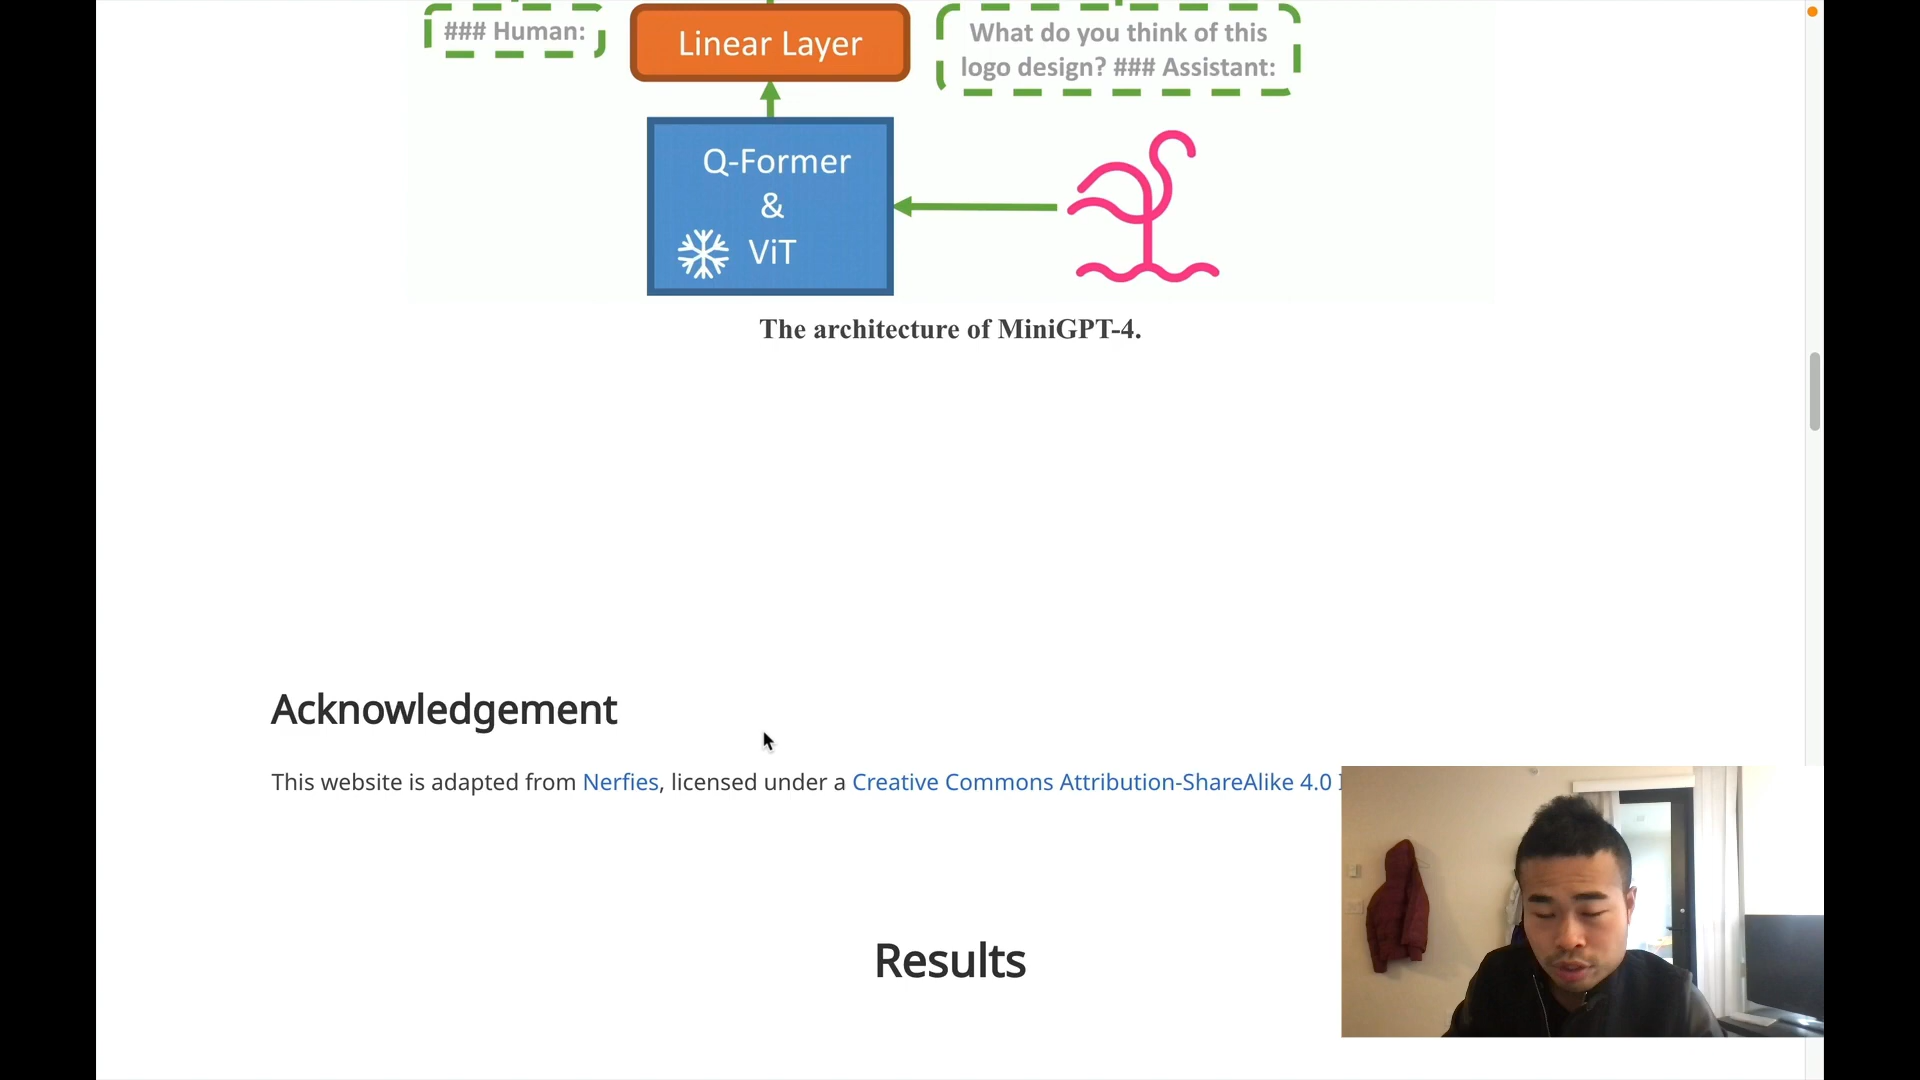 ### Human:
Linear Layer
What do you think of this
logo design? ### Assistant:
Q-Former
&
ViT
The architecture of MiniGPT-4.
Acknowledgement
This website is adapted from Nerfies, licensed under a Creative Commons Attribution-ShareAlike 4.0
Results